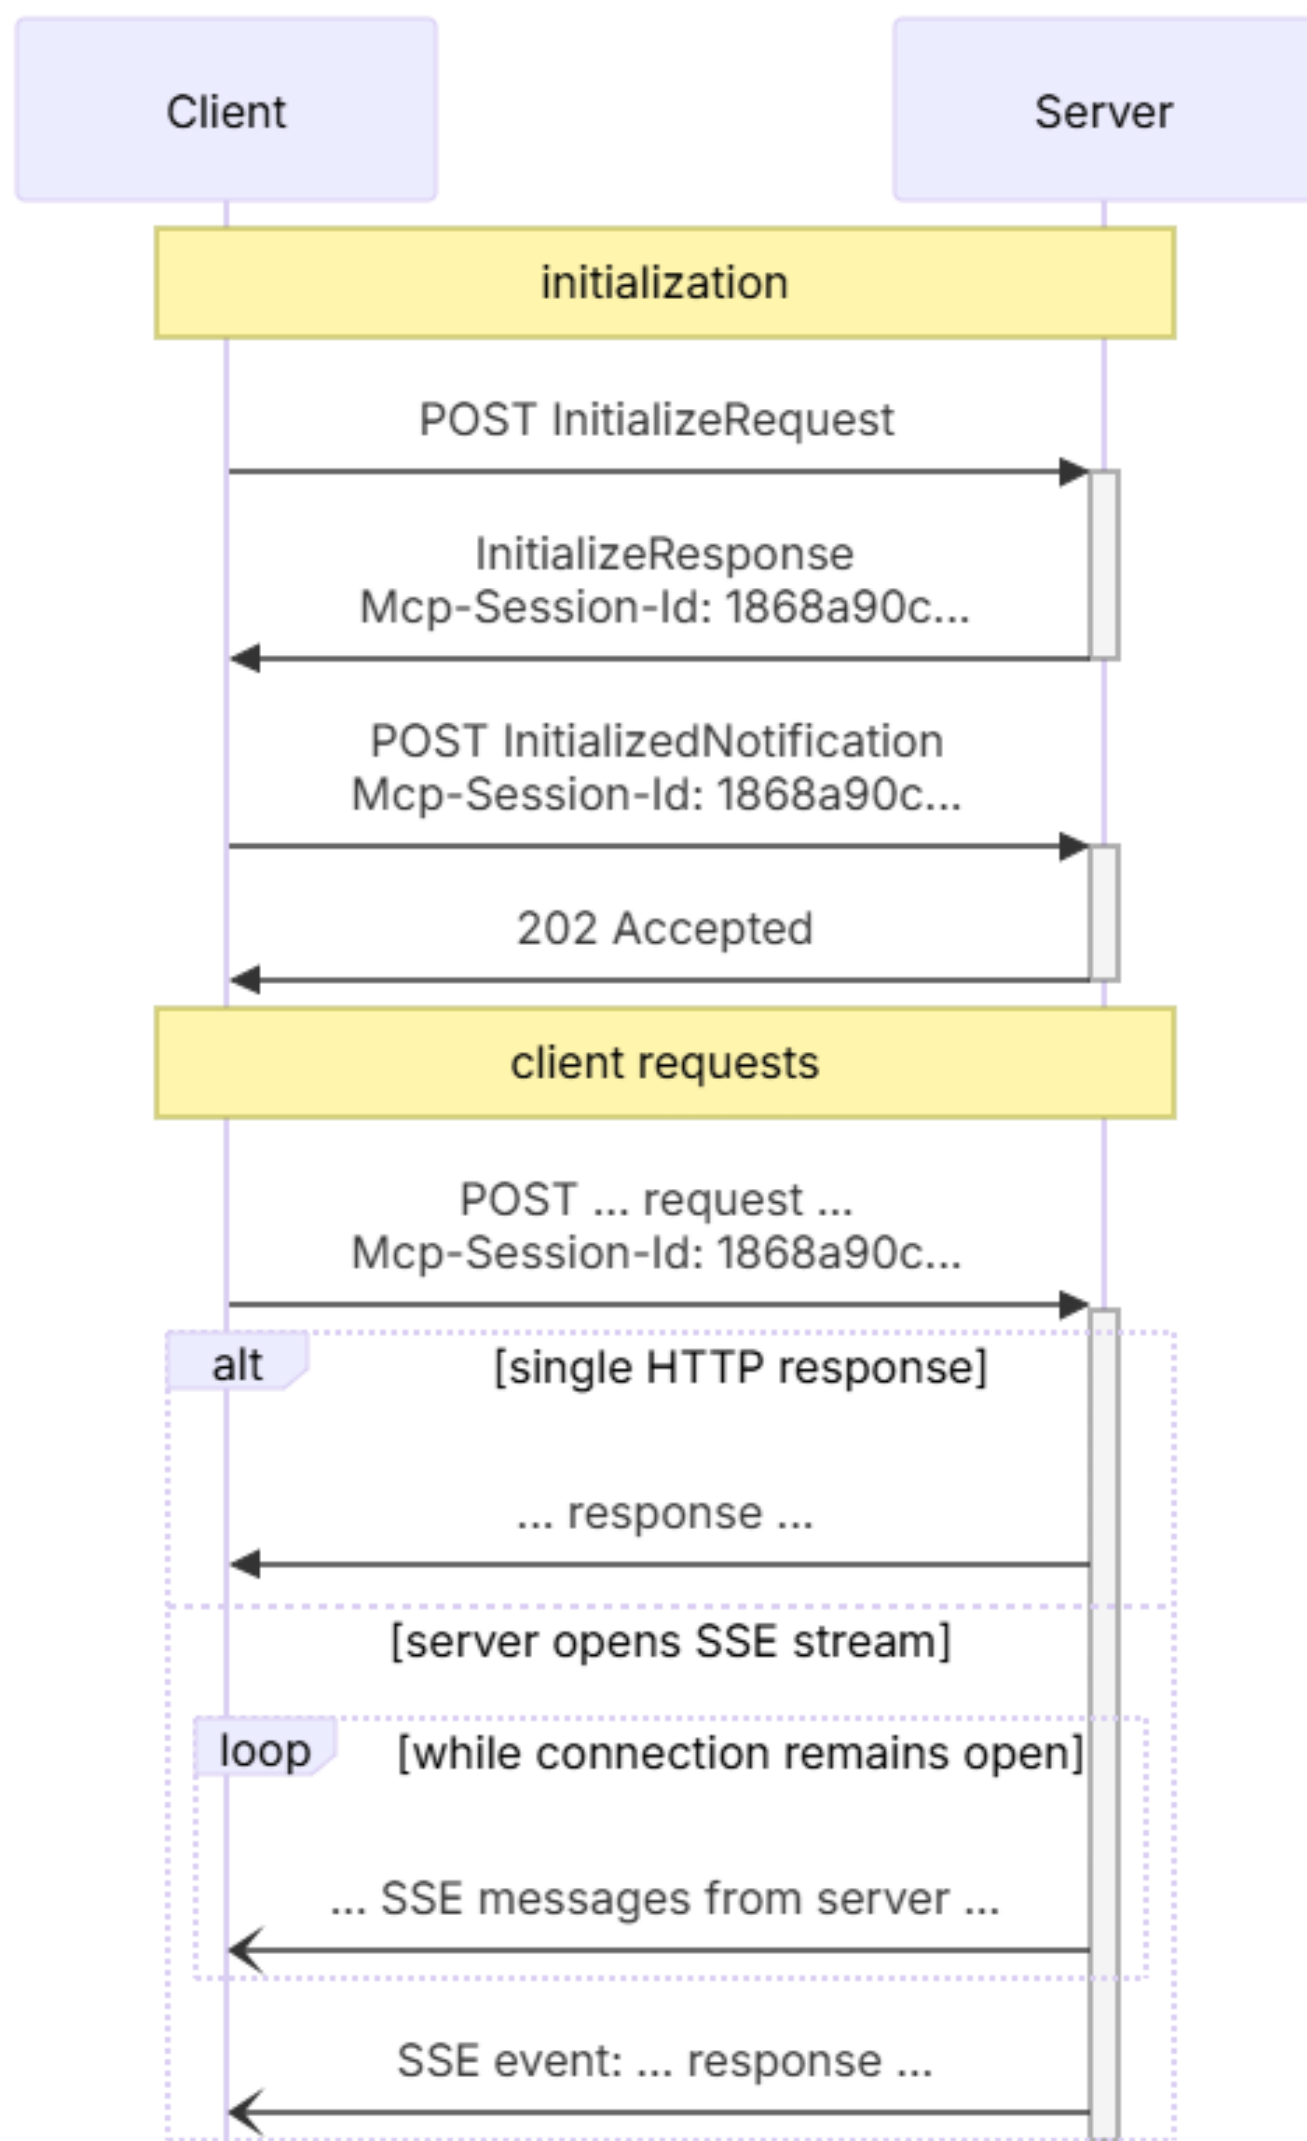 Client
Server
initialization
POST InitializeRequest
InitializeResponse
Mcp-Session-Id: 1868a90c...
POST InitializedNotification
Mcp-Session-Id: 1868a90c...
202 Accepted
client requests
POST ... request ...
Mcp-Session-Id: 1868a90c...
alt
[single HTTP response]
... response ...
[server opens SSE stream]
loop
[while connection remains open]
... SSE messages from server ...
SSE event: ... response ...